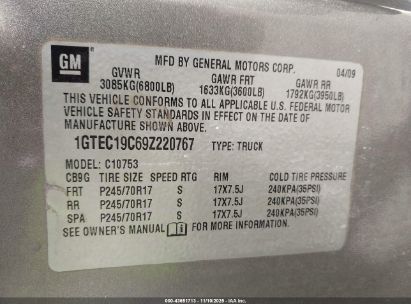 GM
MFD BY GENERAL MOTORS CORP. 04/09
GVWR GAWR FRT GAWR RR
3085KG(6800LB) 1633KG(3600LB) 1792KG(3950LB)
THIS VEHICLE CONFORMS TO ALL APPLICABLE U.S. FEDERAL MOTOR
VEHICLE SAFETY STANDARDS IN EFFECT ON THE DATE OF
MANUFACTURE SHOWN ABOVE.
1GTEC19C69Z220767 TYPE: TRUCK
MODEL: C10753
CB9G TIRE SIZE SPEED RTG RIM COLD TIRE PRESSURE
FRT P245/70R17 S 17X7.5J 240KPA(35PSI)
RR P245/70R17 S 17X7.5J 240KPA(35PSI)
SPA P245/70R17 S 17X7.5J 240KPA(35PSI)
SEE OWNER'S MANUAL FOR MORE INFORMATION